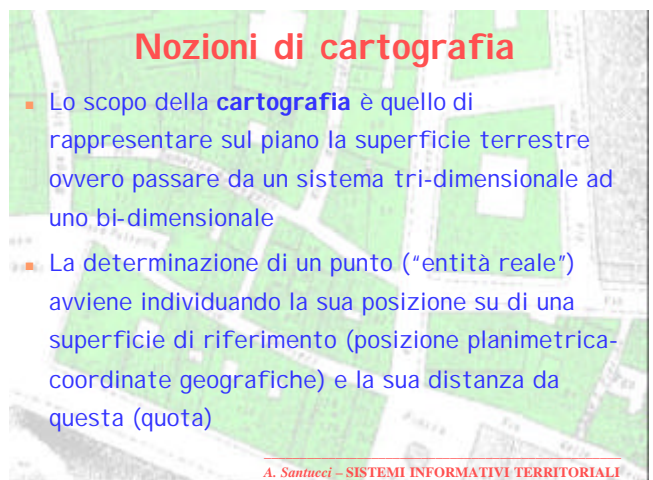 Nozioni di cartografia
Lo scopo della cartografia è quello di
rappresentare sul piano la superficie terrestre
ovvero passare da un sistema tri-dimensionale ad
uno bi-dimensionale
La determinazione di un punto (“entità reale”)
avviene individuando la sua posizione su di una
superficie di riferimento (posizione planimetrica-
coordinate geografiche) e la sua distanza da
questa (quota)
A. Santucci – SISTEMI INFORMATIVI TERRITORIALI